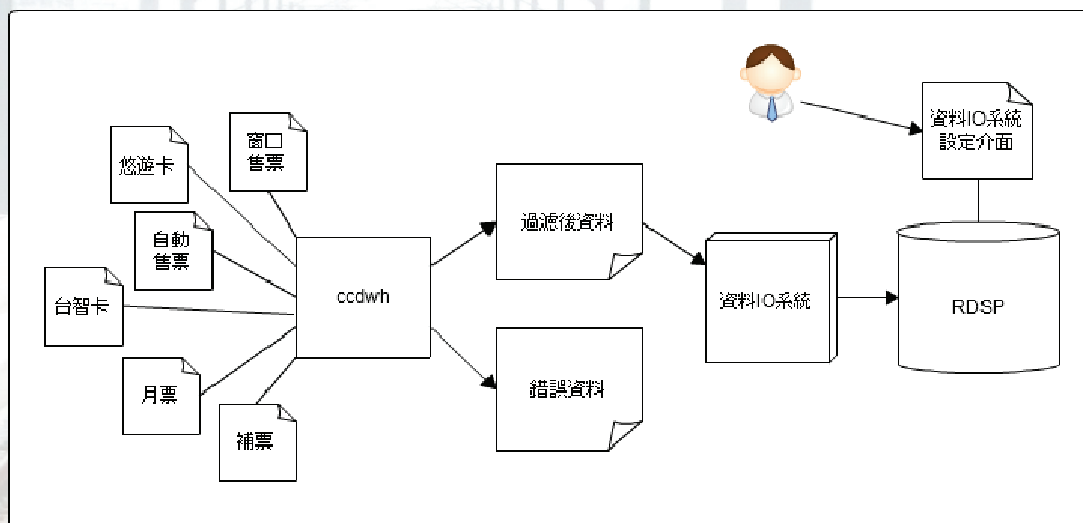 窗口
售票
悠遊卡
自動
售票
台智卡
月票
補票
ccdwh
過濾後資料
錯誤資料
資料IO系統
資料IO系統
設定介面
RDSP